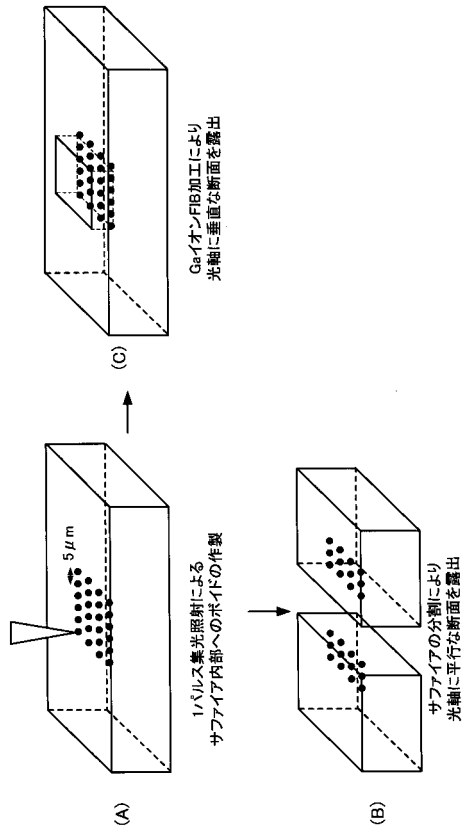 (A)
5μm
1パルス集光照射による
サファイア内部へのボイドの作製
(B)
サファイアの分割により
光軸に平行な断面を露出
(C)
GaイオンFIB加工により
光軸に垂直な断面を露出